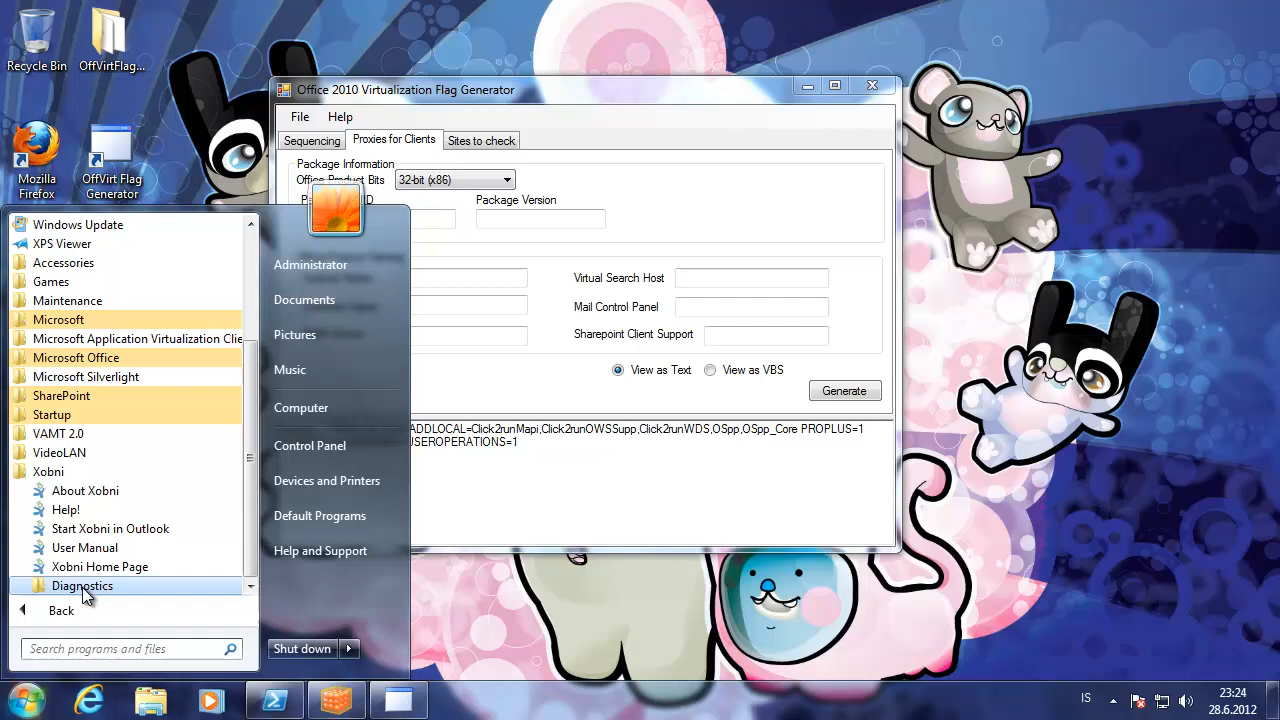 Recycle Bin
OffVirtFlag...
Mozilla
Firefox
OffVirt Flag
Generator
Office 2010 Virtualization Flag Generator
File Help
Sequencing Proxies for Clients Sites to check
Package Information
Office Product Bits 32-bit (x86)
Package Version
Virtual Search Host
Mail Control Panel
Sharepoint Client Support
View as Text View as VBS
Generate
ADDLOCAL=Click2runMapi,Click2runOWSSupp,Click2runWDS,OSpp,OSpp_Core PROPLUS=1
USEROPERATIONS=1
Windows Update
XPS Viewer
Accessories
Games
Maintenance
Microsoft
Microsoft Application Virtualization Clie
Microsoft Office
Microsoft Silverlight
SharePoint
Startup
VAMT 2.0
VideoLAN
Xobni
About Xobni
Help!
Start Xobni in Outlook
User Manual
Xobni Home Page
Diagnostics
Back
Search programs and files
Administrator
Documents
Pictures
Music
Computer
Control Panel
Devices and Printers
Default Programs
Help and Support
Shut down
IS
23:24
28.6.2012